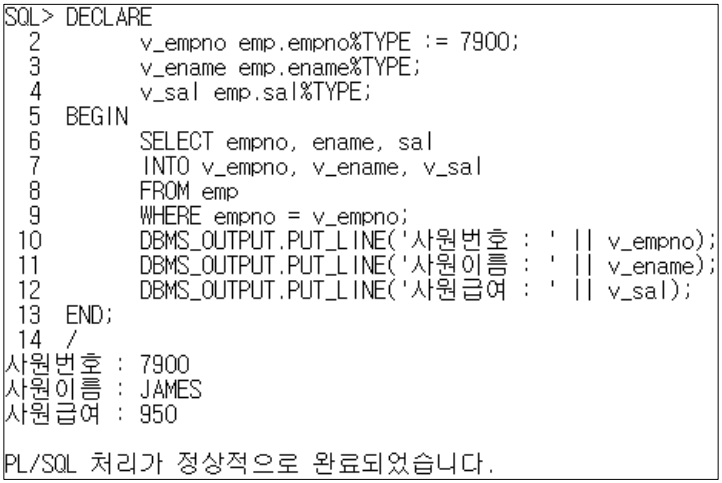 SQL> DECLARE
  2          v_empno emp.empno%TYPE := 7900;
  3          v_ename emp.ename%TYPE;
  4          v_sal emp.sal%TYPE;
  5  BEGIN
  6          SELECT empno, ename, sal
  7          INTO v_empno, v_ename, v_sal
  8          FROM emp
  9          WHERE empno = v_empno;
 10          DBMS_OUTPUT.PUT_LINE('사원번호 : ' || v_empno);
 11          DBMS_OUTPUT.PUT_LINE('사원이름 : ' || v_ename);
 12          DBMS_OUTPUT.PUT_LINE('사원급여 : ' || v_sal);
 13  END;
 14  /
사원번호 : 7900
사원이름 : JAMES
사원급여 : 950
PL/SQL 처리가 정상적으로 완료되었습니다.